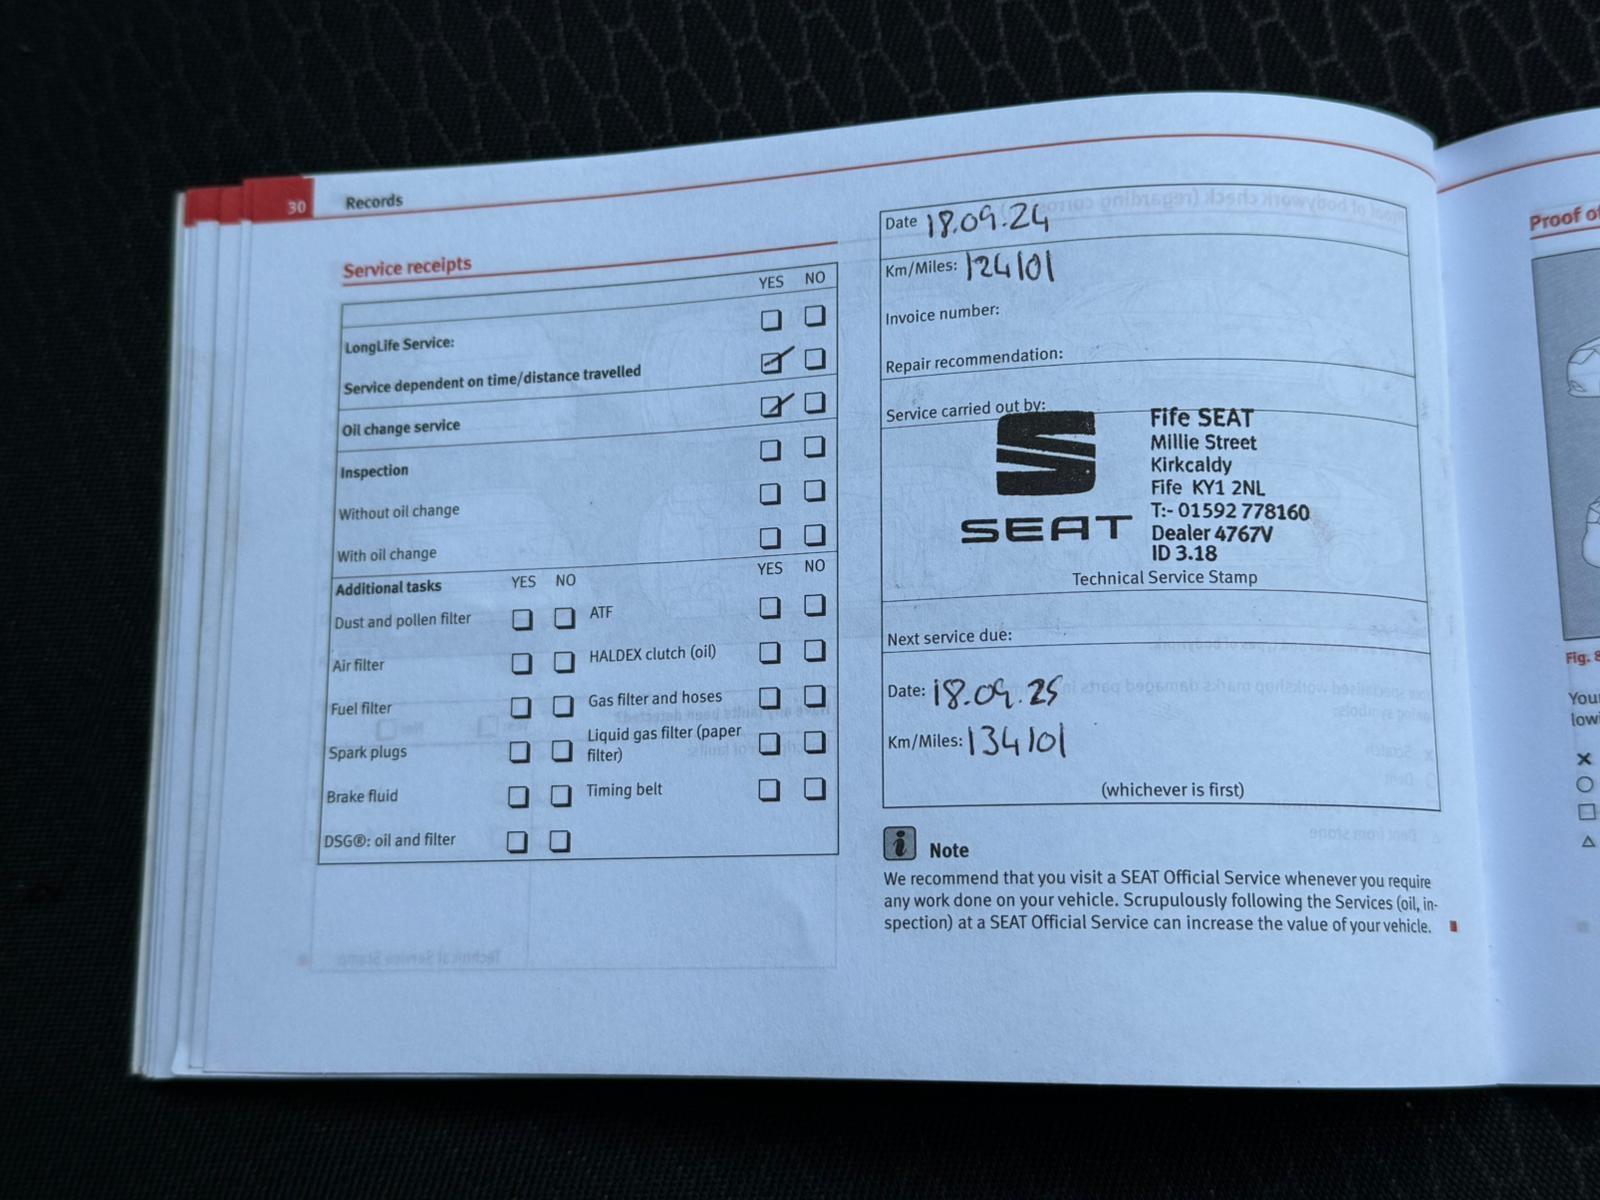 30 Records
Service receipts
YES NO
LongLife Service:
Service dependent on time/distance travelled
Oil change service
Inspection
Without oil change
With oil change
Additional tasks YES NO YES NO
Dust and pollen filter ATF
Air filter HALDEX clutch (oil)
Fuel filter Gas filter and hoses
Spark plugs Liquid gas filter (paper
filter)
Brake fluid Timing belt
DSG®: oil and filter
Date 18.09.24
Km/Miles: 124101
Invoice number:
Repair recommendation:
Service carried out by:
SEAT
Fife SEAT
Millie Street
Kirkcaldy
Fife KY1 2NL
T:- 01592 778160
Dealer 4767V
ID 3.18
Technical Service Stamp
Next service due:
Date: 18.09.25
Km/Miles: 134101
(whichever is first)
i Note
We recommend that you visit a SEAT Official Service whenever you require
any work done on your vehicle. Scrupulously following the Services (oil, in-
spection) at a SEAT Official Service can increase the value of your vehicle.
Proof of
Fig. 8